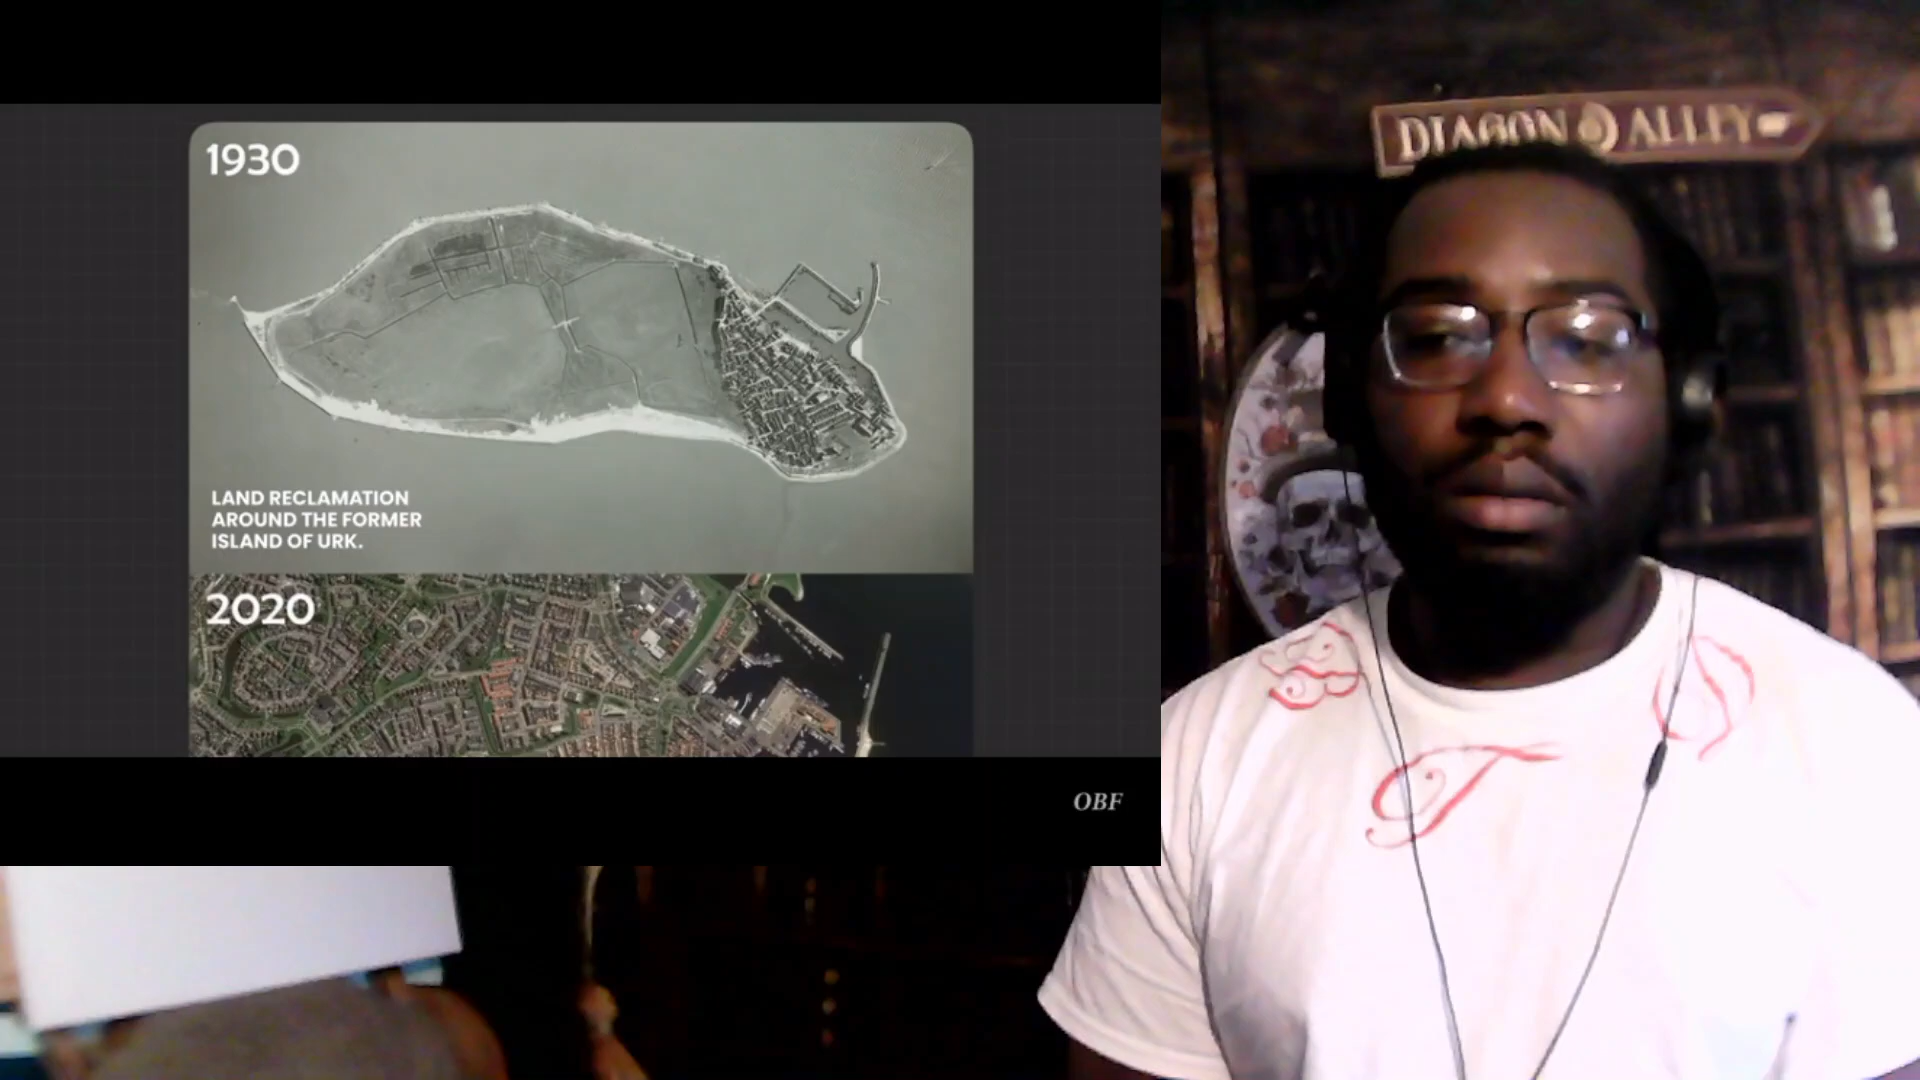 1930
LAND RECLAMATION
AROUND THE FORMER
ISLAND OF URK.
2020
OBF
DIAGON ALLEY
T